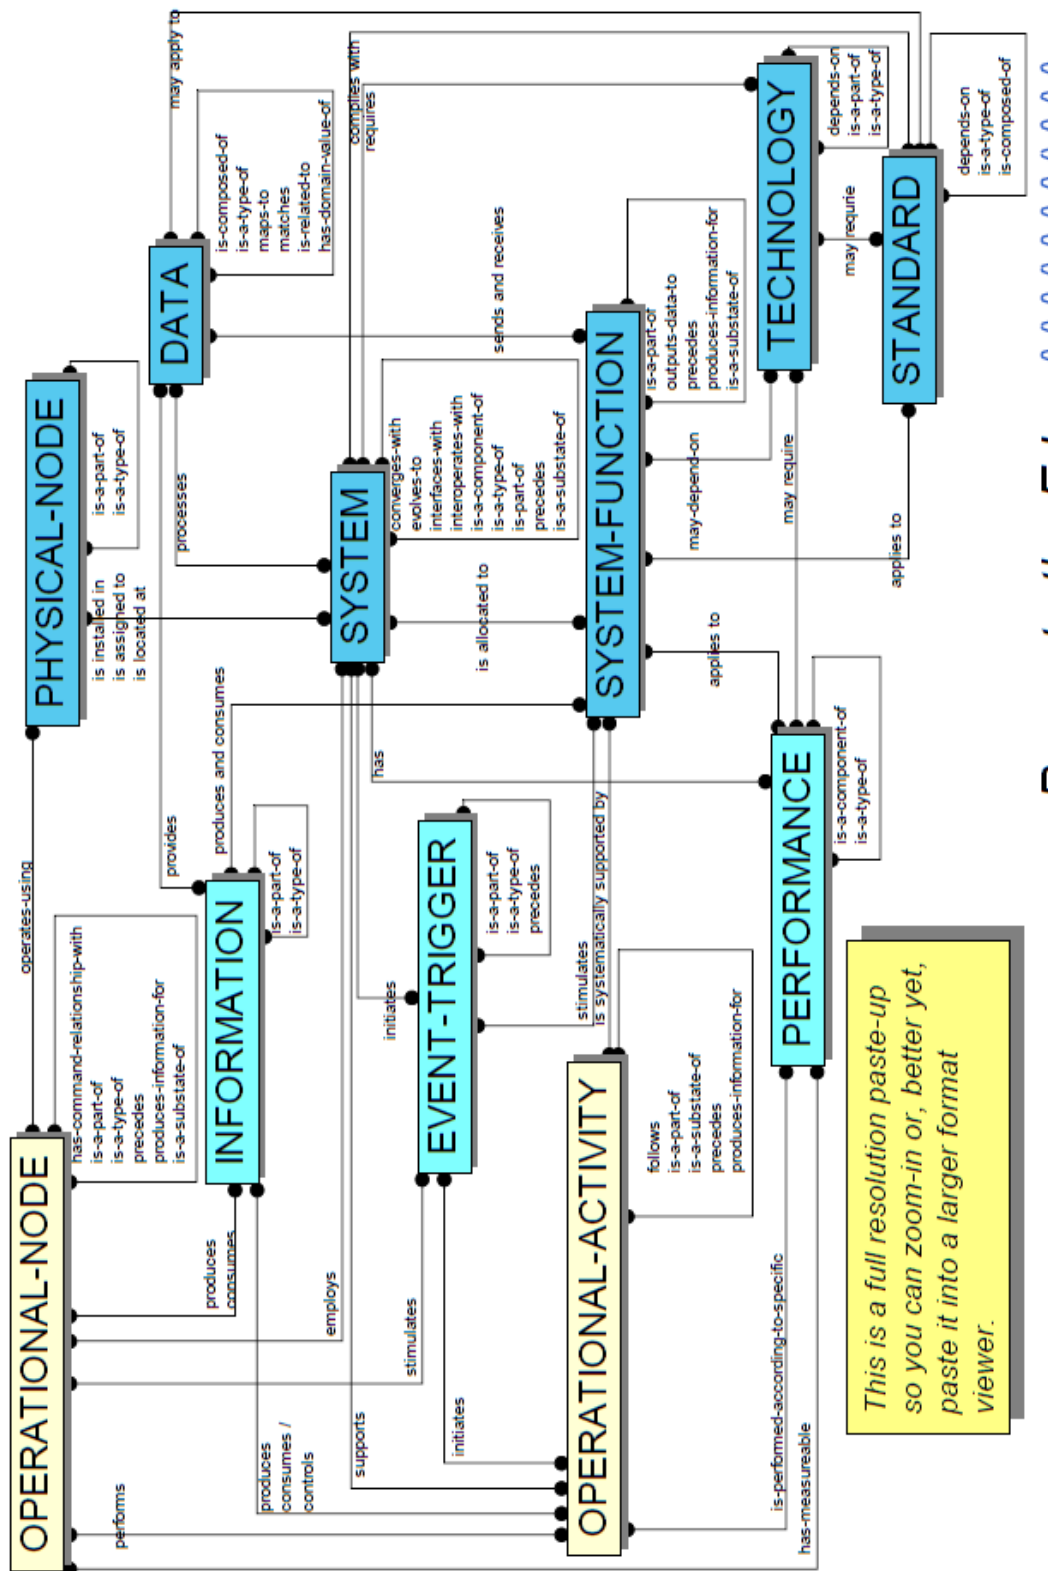 OPERATIONAL-NODE
operates-using
PHYSICAL-NODE
has-command-relationship-with
is-a-part-of
is-a-type-of
precedes
produces-information-for
is-a-substate-of
is installed in
is assigned to
is located at
is-a-part-of
is-a-type-of
performs
produces
consumes
INFORMATION
provides
processes
DATA
may apply to
produces and consumes
is-composed-of
is-a-type-of
maps-to
matches
is-related-to
has-domain-value-of
produces
consumes /
controls
is-a-part-of
is-a-type-of
employs
supports
stimulates
initiates
initiates
has
SYSTEM
complies with
requires
EVENT-TRIGGER
converges-with
evolves-to
interfaces-with
interoperates-with
is-a-component-of
is-a-type-of
is-part-of
precedes
is-a-substate-of
sends and receives
is-a-part-of
is-a-type-of
precedes
is allocated to
stimulates
is systematically supported by
OPERATIONAL-ACTIVITY
SYSTEM-FUNCTION
follows
is-a-part-of
is-a-substate-of
precedes
produces-information-for
is-a-part-of
outputs-data-to
precedes
produces-information-for
is-a-substate-of
applies to
may-depend-on
TECHNOLOGY
is-performed-according-to-specific
has-measureable
PERFORMANCE
may require
depends-on
is-a-part-of
is-a-type-of
may requrie
is-a-component-of
is-a-type-of
applies to
STANDARD
depends-on
is-a-type-of
is-composed-of
This is a full resolution paste-up
so you can zoom-in or, better yet,
paste it into a larger format
viewer.